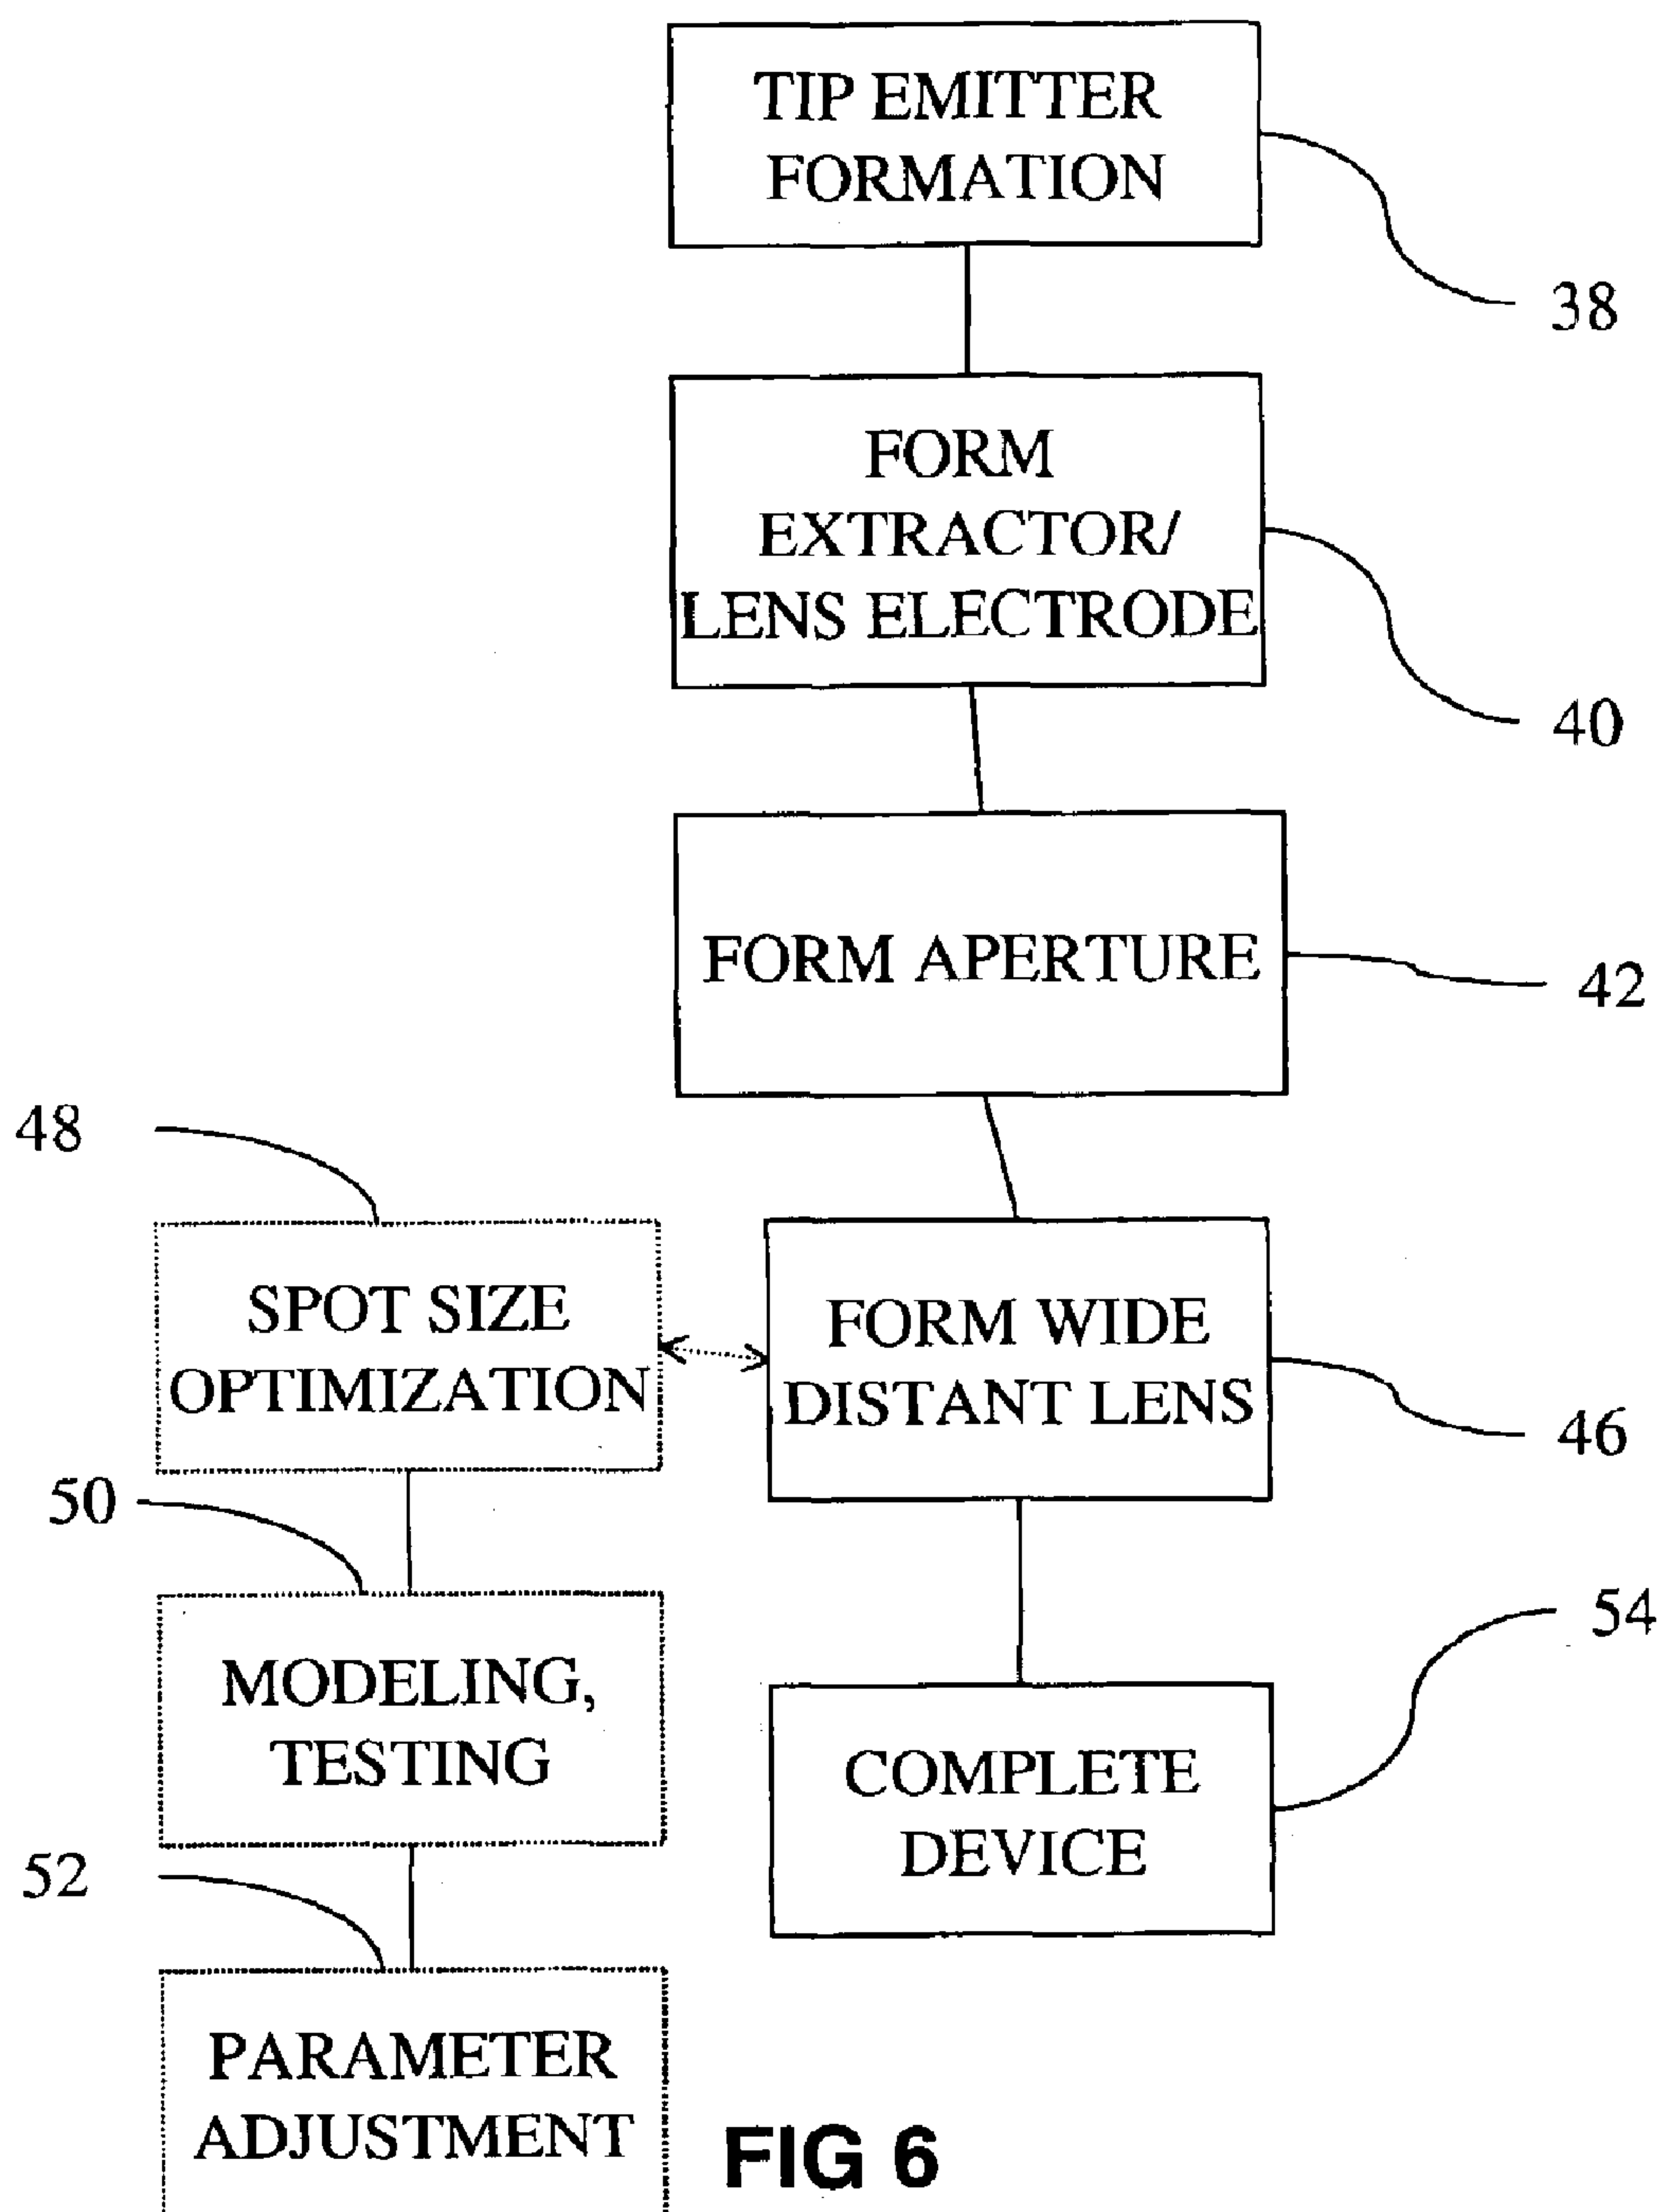 TIP EMITTER
FORMATION
38
FORM
EXTRACTOR/
LENS ELECTRODE
40
FORM APERTURE
42
48
SPOT SIZE
OPTIMIZATION
FORM WIDE
DISTANT LENS
46
50
MODELING,
TESTING
54
COMPLETE
DEVICE
52
PARAMETER
ADJUSTMENT
FIG 6